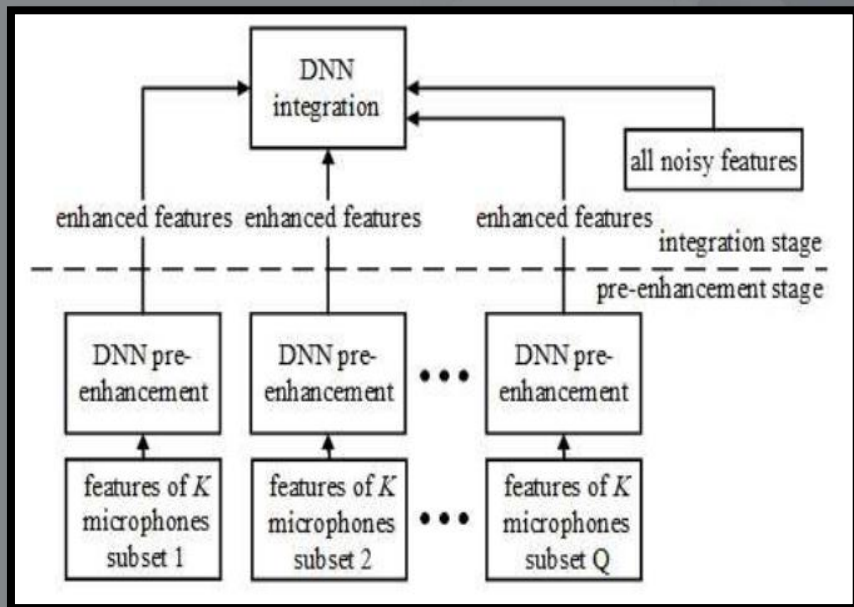 DNN
integration
all noisy features
enhanced features enhanced features enhanced features
integration stage
pre-enhancement stage
DNN pre-
enhancement
DNN pre-
enhancement
DNN pre-
enhancement
features of K
microphones
subset 1
features of K
microphones
subset 2
features of K
microphones
subset Q